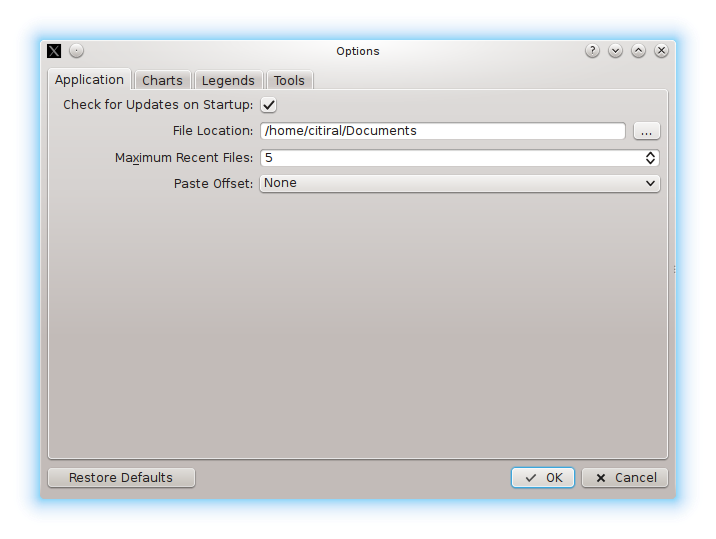 Options
Application Charts Legends Tools
Check for Updates on Startup:
File Location: /home/citiral/Documents ...
Maximum Recent Files: 5
Paste Offset: None
Restore Defaults OK Cancel